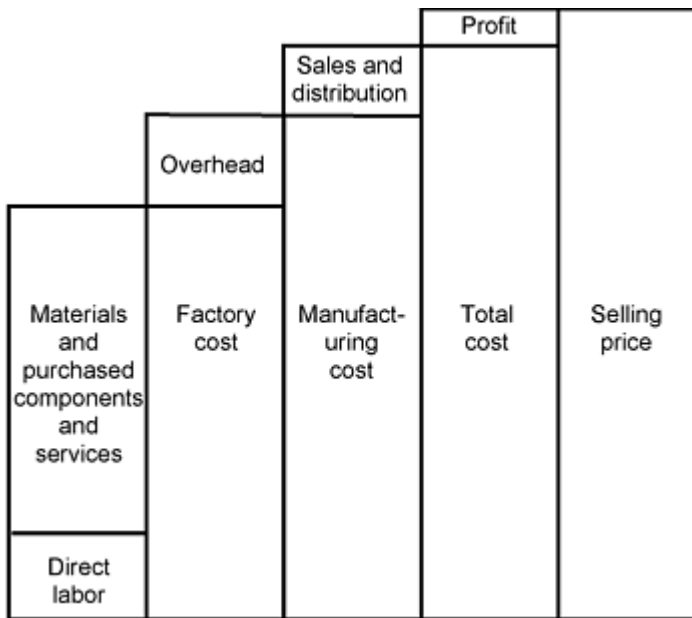 Profit
Sales and
distribution
Overhead
Materials
and
purchased
components
and
services
Factory
cost
Manufact-
uring
cost
Total
cost
Selling
price
Direct
labor